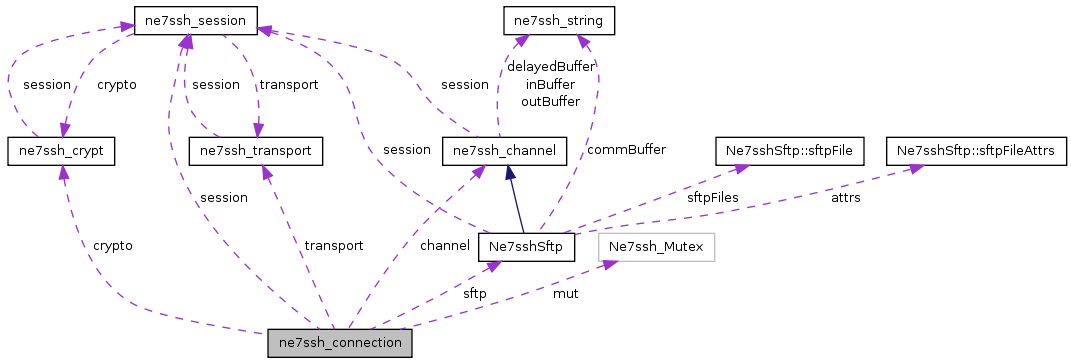 ne7ssh_session
ne7ssh_string
session
crypto
session
transport
session
delayedBuffer
inBuffer
outBuffer
ne7ssh_crypt
ne7ssh_transport
ne7ssh_channel
session
commBuffer
Ne7sshSftp::sftpFile
Ne7sshSftp::sftpFileAttrs
session
sftpFiles
attrs
crypto
transport
channel
Ne7sshSftp
Ne7ssh_Mutex
sftp
mut
ne7ssh_connection